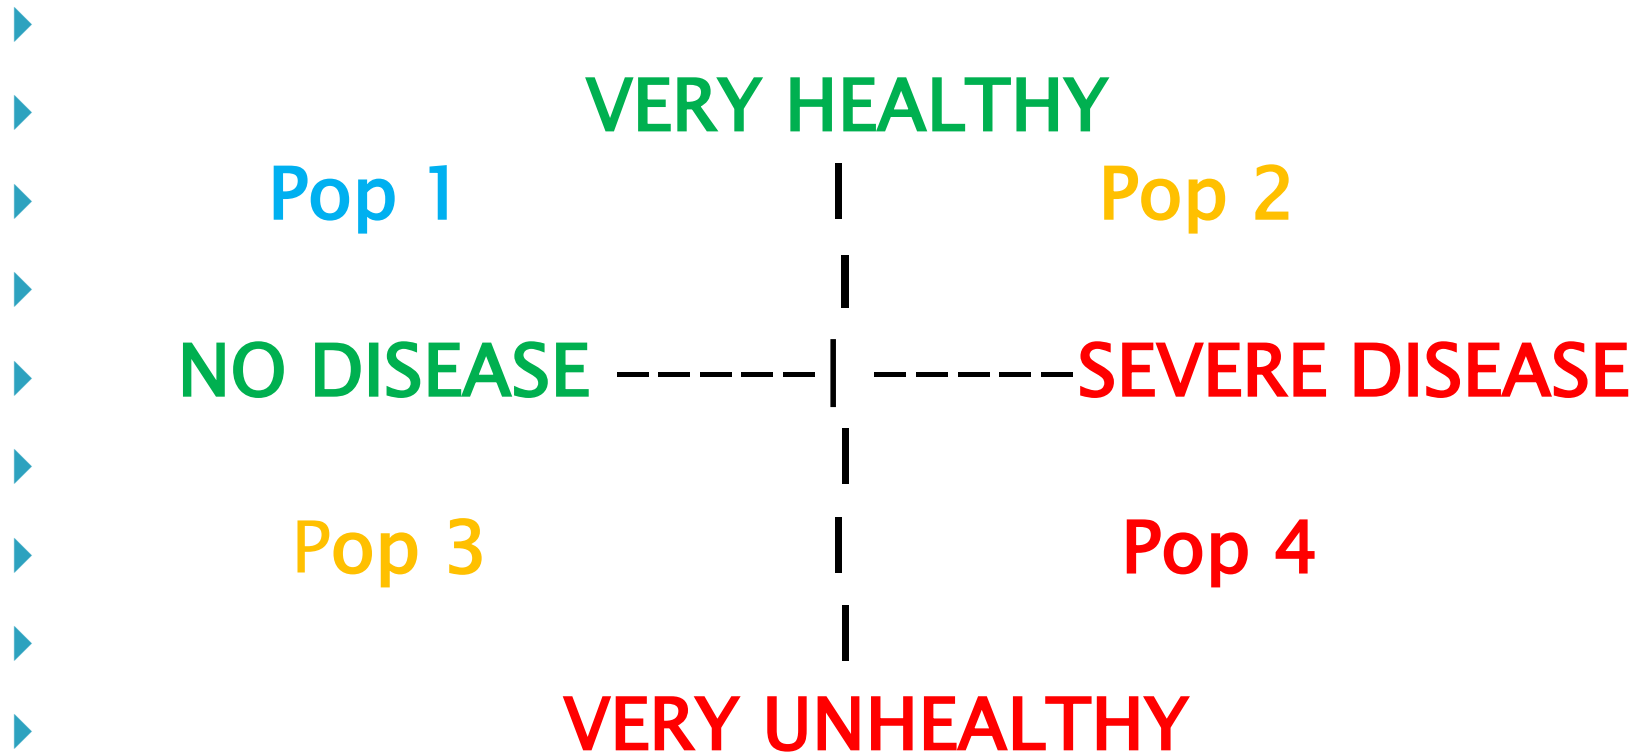 VERY HEALTHY
Pop 1 | Pop 2
|
NO DISEASE -----| -----SEVERE DISEASE
|
Pop 3 | Pop 4
|
VERY UNHEALTHY